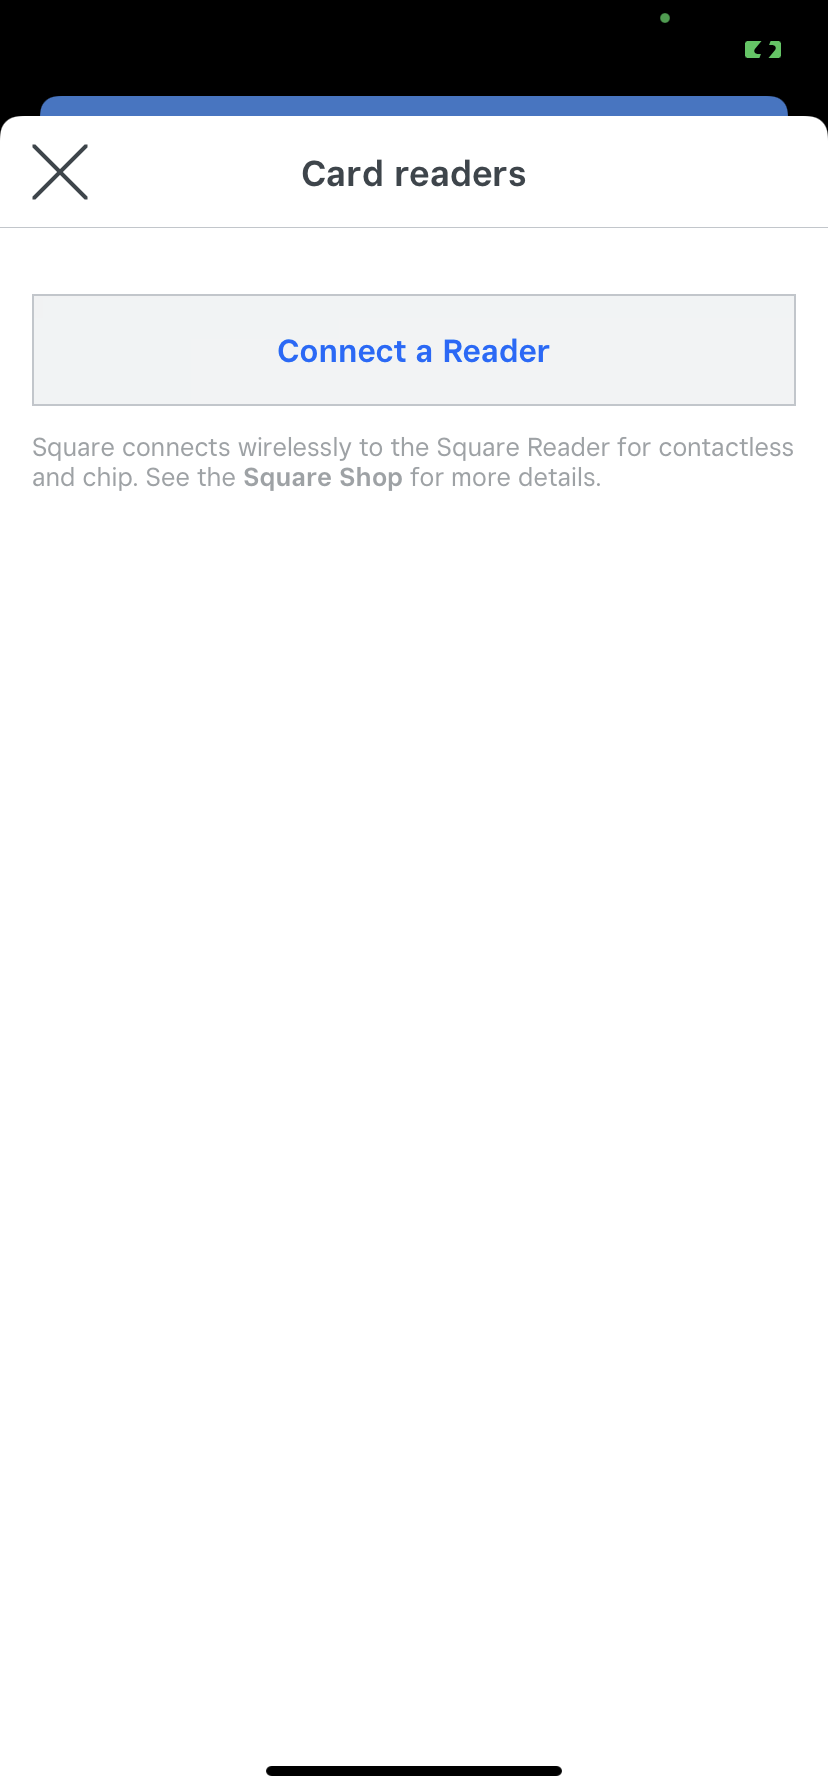 Card readers
Connect a Reader
Square connects wirelessly to the Square Reader for contactless
and chip. See the Square Shop for more details.